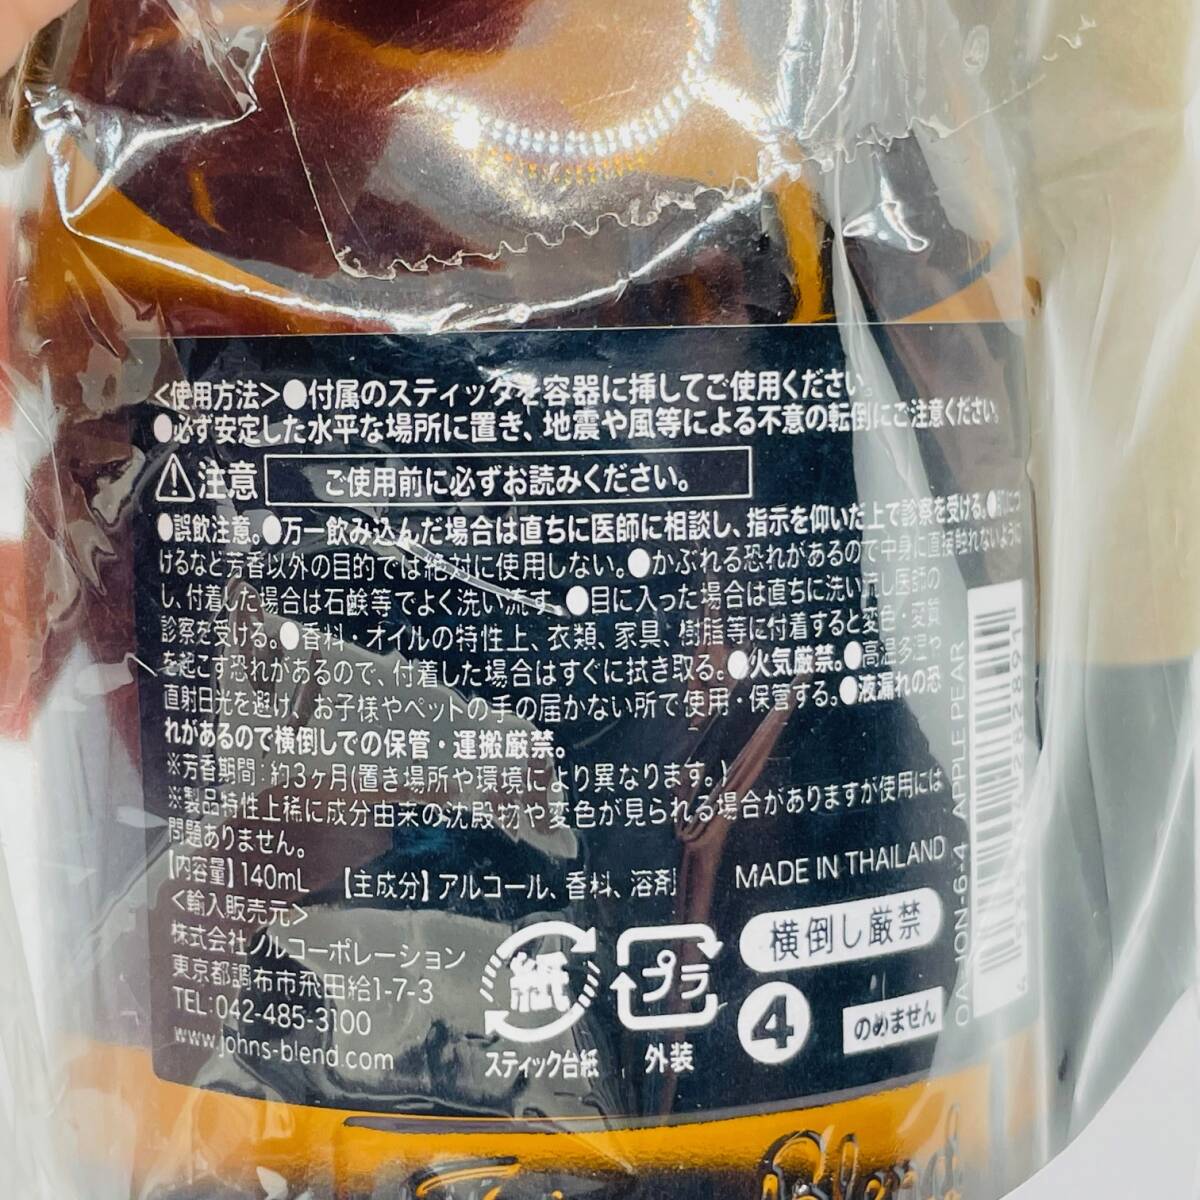 <使用方法>●付属のスティックを容器に挿してご使用ください。
●必ず安定した水平な場所に置き、地震や風等による不意の転倒にご注意ください。
⚠注意 ご使用前に必ずお読みください。
●誤飲注意。●万一飲み込んだ場合は直ちに医師に相談し、指示を仰いだ上で診察を受ける。●
けるなど芳香以外の目的では絶対に使用しない。●かぶれる恐れがあるので中身に直接触れないように
し、付着した場合は石鹸等でよく洗い流す。●目に入った場合は直ちに洗い流し医師の
診察を受ける。●香料・オイルの特性上、衣類、家具、樹脂等に付着すると変色・変質
を起こす恐れがあるので、付着した場合はすぐに拭き取る。●火気厳禁。●高温多湿や
直射日光を避け、お子様やペットの手の届かない所で使用・保管する。●液漏れの恐
れがあるので横倒しでの保管・運搬厳禁。
※芳香期間：約3ヶ月(置き場所や環境により異なります。)
※製品特性上稀に成分由来の沈殿物や変色が見られる場合がありますが使用には
問題ありません。
【内容量】140mL 【主成分】アルコール、香料、溶剤
<輸入販売元>
株式会社ノルコーポレーション
東京都調布市飛田給1-7-3
TEL:042-485-3100
www.johns-blend.com
紙
スティック台紙
プラ
外装
MADE IN THAILAND
横倒し厳禁
4
のめません
OA-JON-6-4 APPLE PEAR
Blend